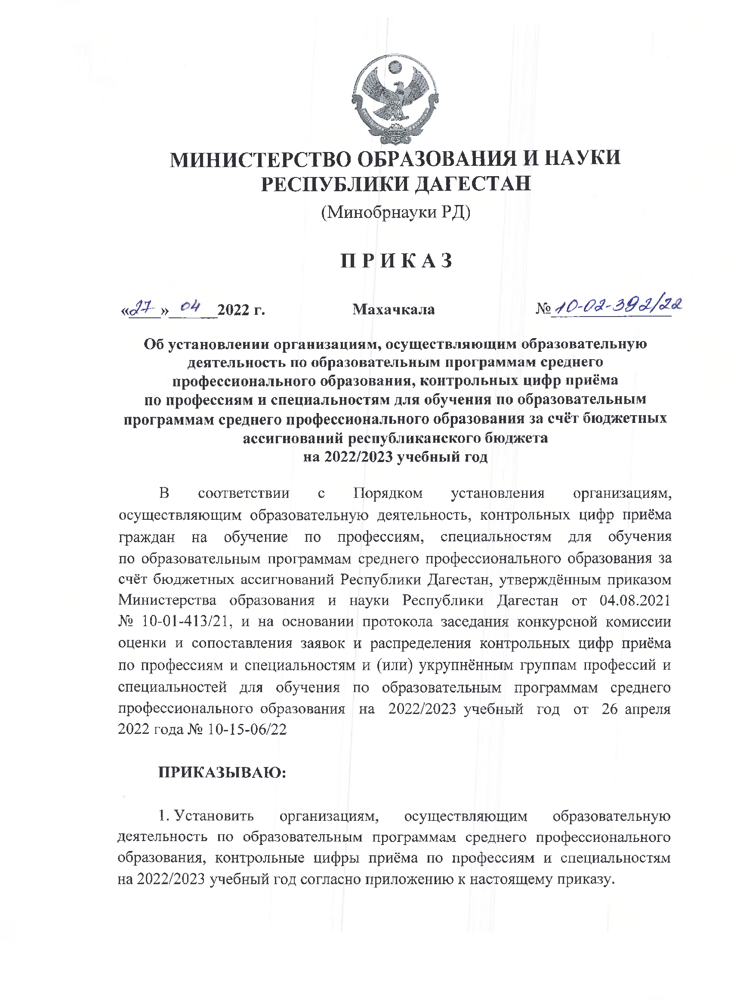 МИНИСТЕРСТВО ОБРАЗОВАНИЯ И НАУКИ
РЕСПУБЛИКИ ДАГЕСТАН
(Минобрнауки РД)
П Р И К А З
«27» 04 2022 г. Махачкала № 10-02-392/22
Об установлении организациям, осуществляющим образовательную
деятельность по образовательным программам среднего
профессионального образования, контрольных цифр приёма
по профессиям и специальностям для обучения по образовательным
программам среднего профессионального образования за счёт бюджетных
ассигнований республиканского бюджета
на 2022/2023 учебный год
В соответствии с Порядком установления организациям,
осуществляющим образовательную деятельность, контрольных цифр приёма
граждан на обучение по профессиям, специальностям для обучения
по образовательным программам среднего профессионального образования за
счёт бюджетных ассигнований Республики Дагестан, утверждённым приказом
Министерства образования и науки Республики Дагестан от 04.08.2021
№ 10-01-413/21, и на основании протокола заседания конкурсной комиссии
оценки и сопоставления заявок и распределения контрольных цифр приёма
по профессиям и специальностям и (или) укрупнённым группам профессий и
специальностей для обучения по образовательным программам среднего
профессионального образования на 2022/2023 учебный год от 26 апреля
2022 года № 10-15-06/22
ПРИКАЗЫВАЮ:
1. Установить организациям, осуществляющим образовательную
деятельность по образовательным программам среднего профессионального
образования, контрольные цифры приёма по профессиям и специальностям
на 2022/2023 учебный год согласно приложению к настоящему приказу.